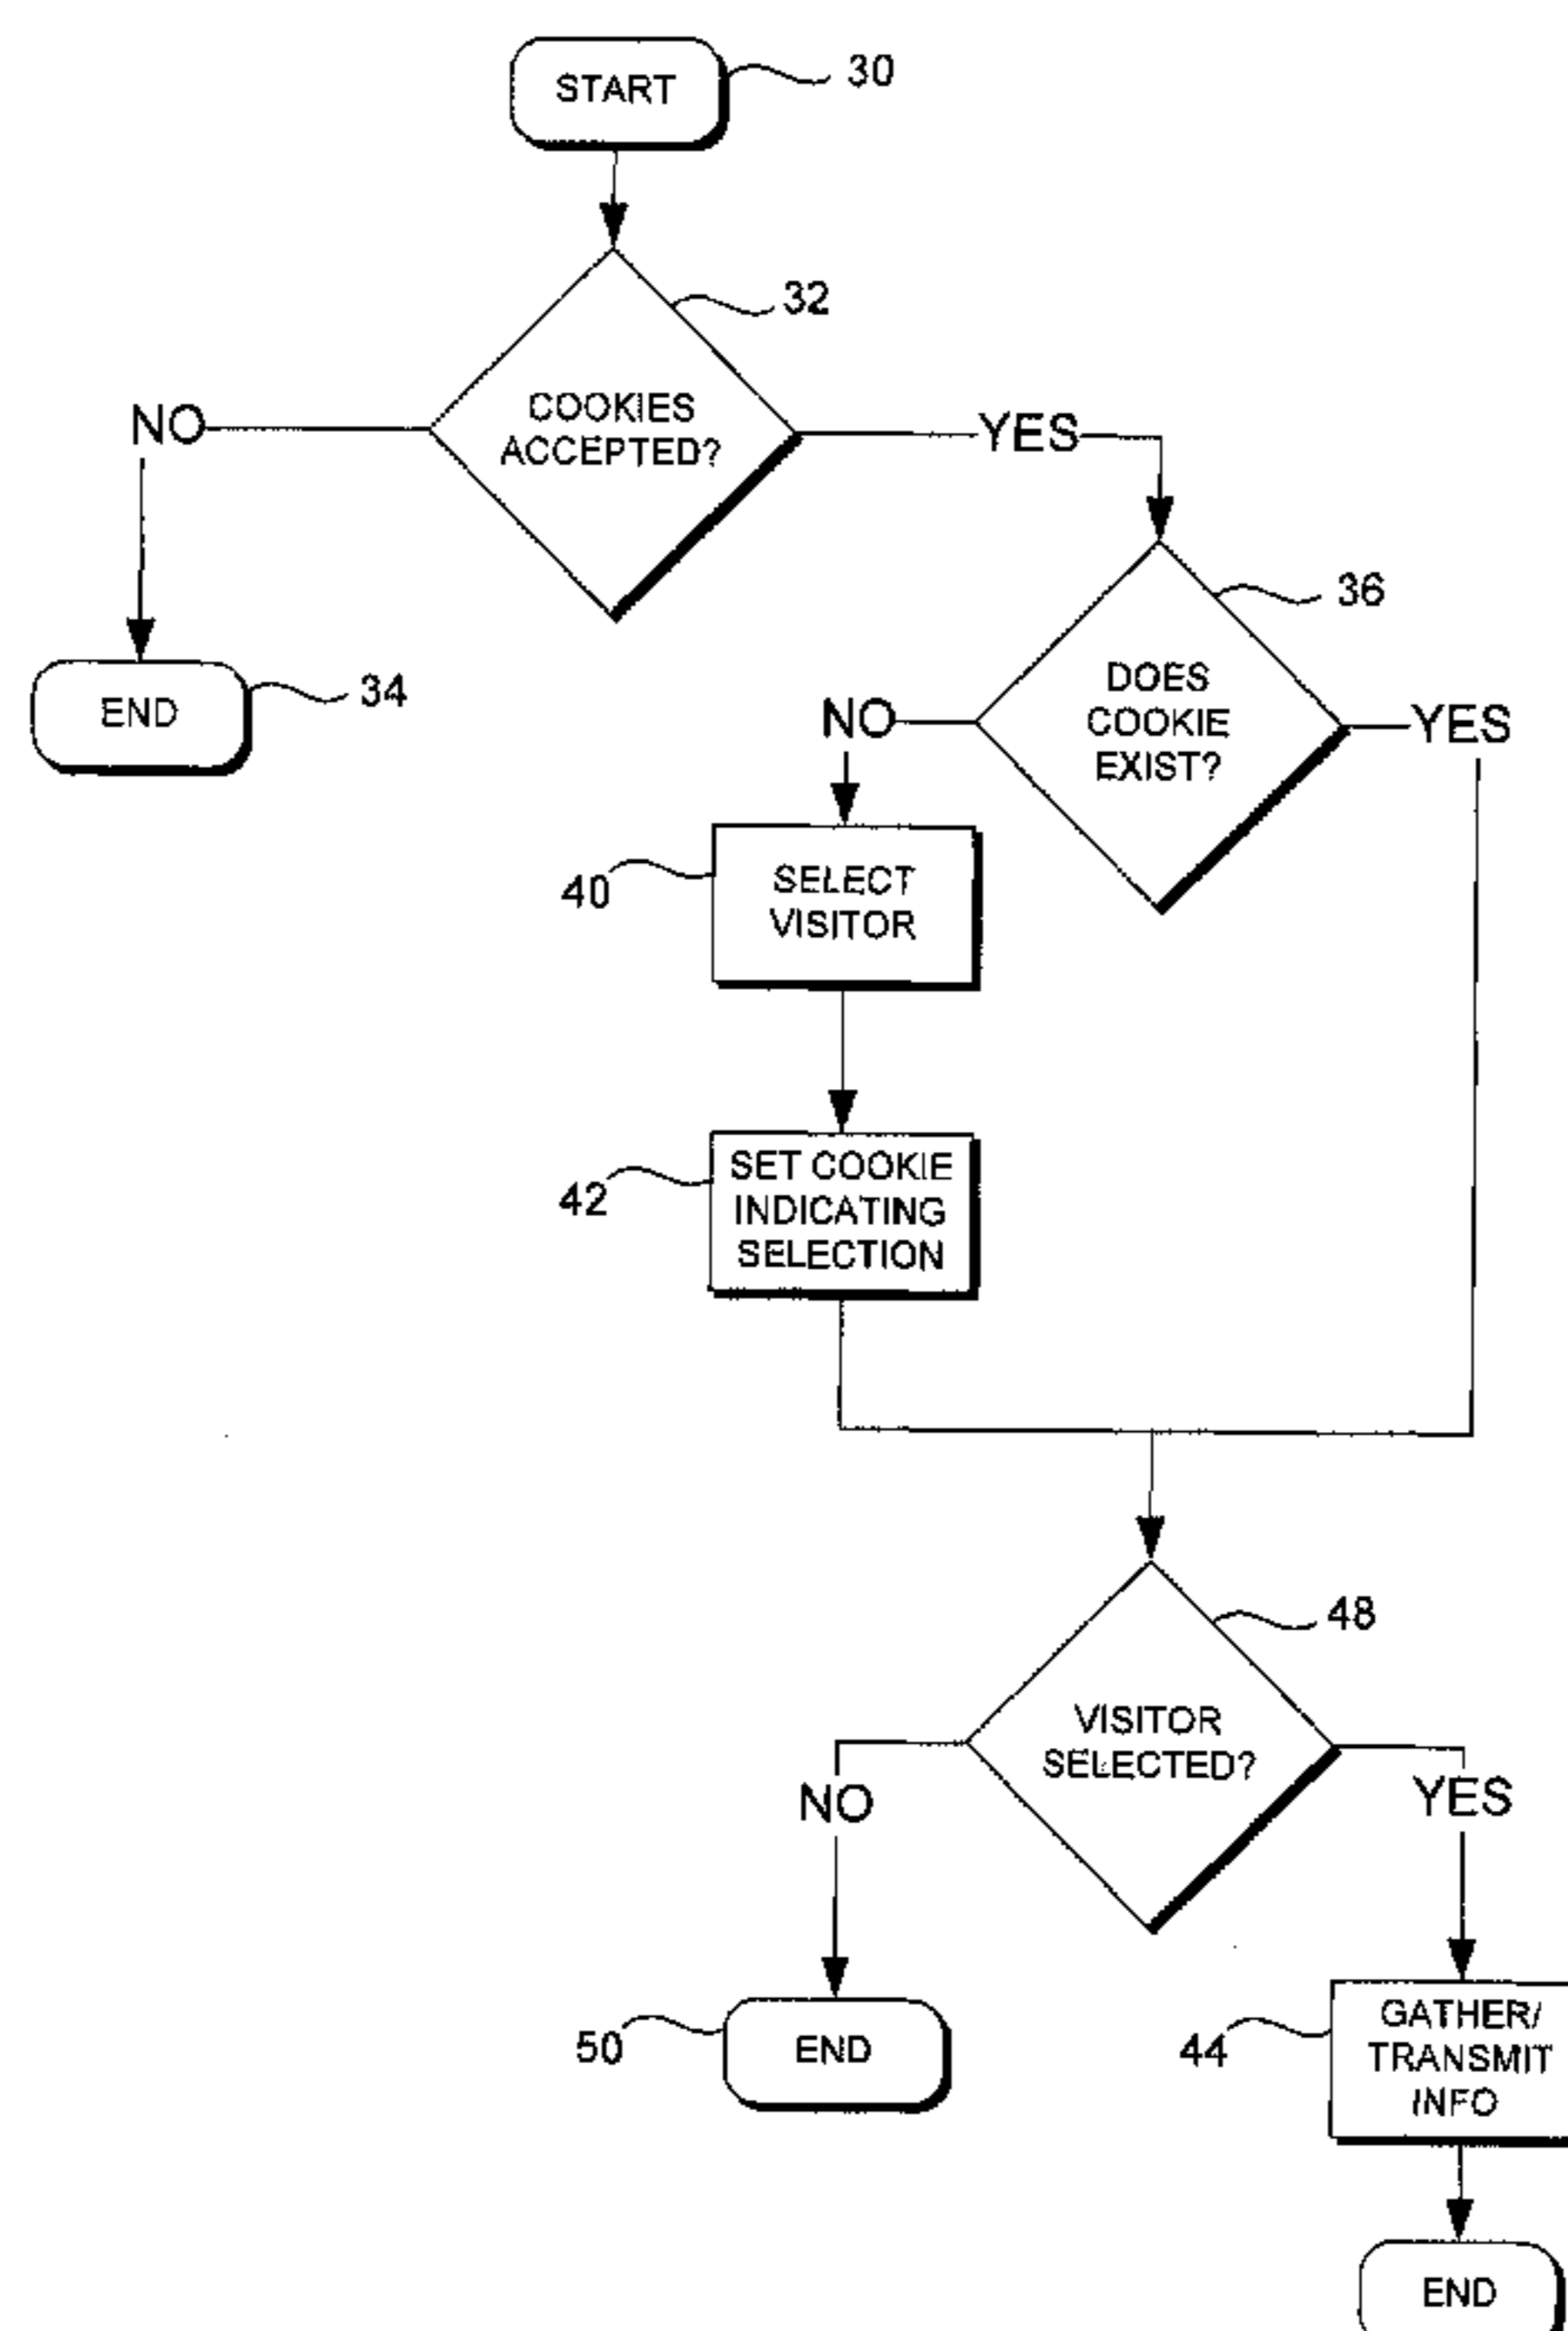 START
30
32
COOKIES
ACCEPTED?
NO
YES
36
DOES
COOKIE
EXIST?
34
END
NO
YES
40
SELECT
VISITOR
42
SET COOKIE
INDICATING
SELECTION
48
VISITOR
SELECTED?
NO
YES
50
END
44
GATHER/
TRANSMIT
INFO
END